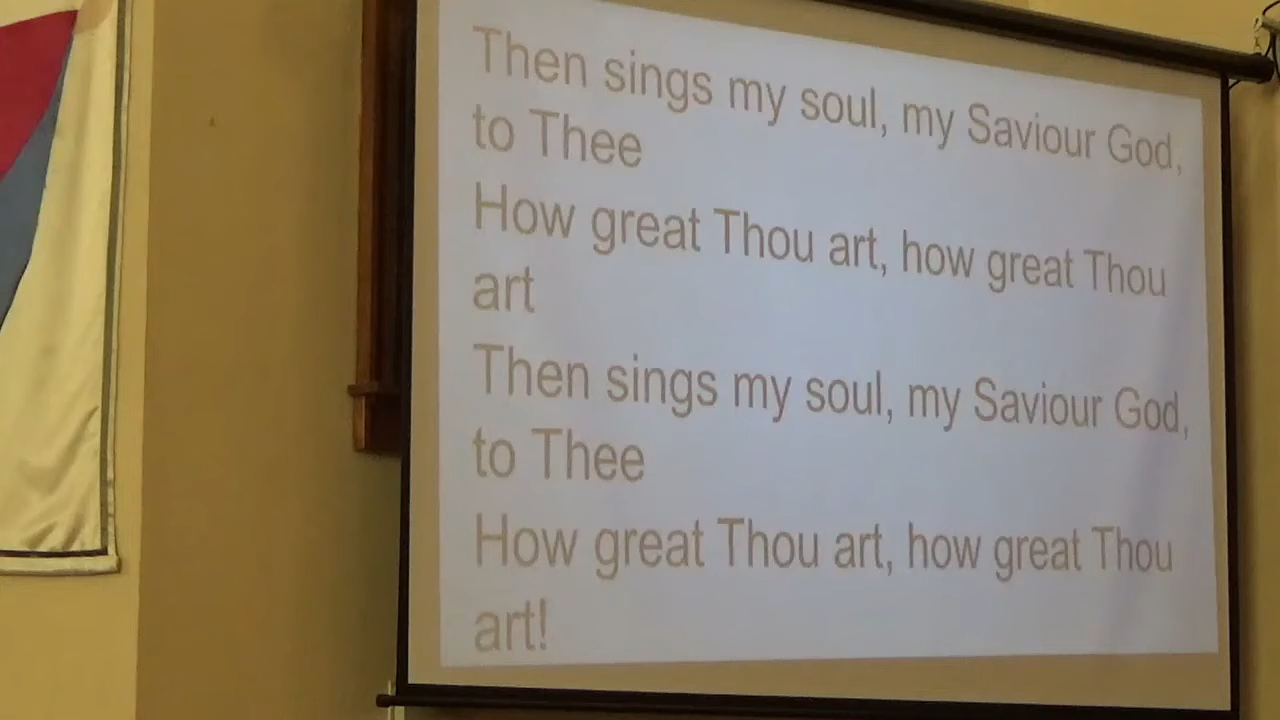 Then sings my soul, my Saviour God,
to Thee
How great Thou art, how great Thou
art
Then sings my soul, my Saviour God,
to Thee
How great Thou art, how great Thou
art!